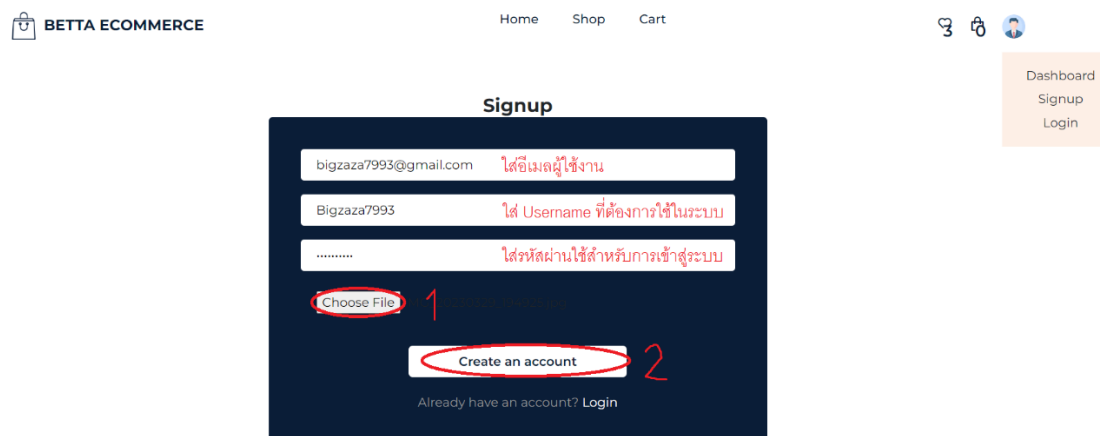 BETTA ECOMMERCE
Home Shop Cart
3 0
Dashboard
Signup
Login
Signup
bigzaza7993@gmail.com ใส่อีเมลผู้ใช้งาน
Bigzaza7993 ใส่ Username ที่ต้องการใช้ในระบบ
•••••••••• ใส่รหัสผ่านใช้สำหรับการเข้าสู่ระบบ
Choose File 1
Create an account 2
Already have an account? Login